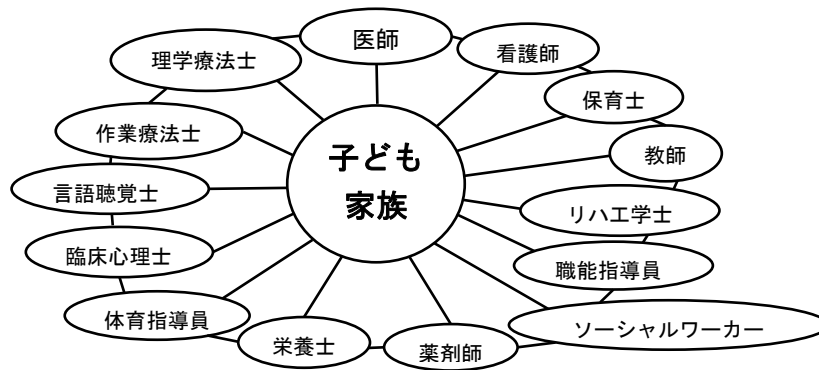 医師
看護師
保育士
教師
リハ工学士
職能指導員
ソーシャルワーカー
薬剤師
栄養士
体育指導員
臨床心理士
言語聴覚士
作業療法士
理学療法士
子ども
家族